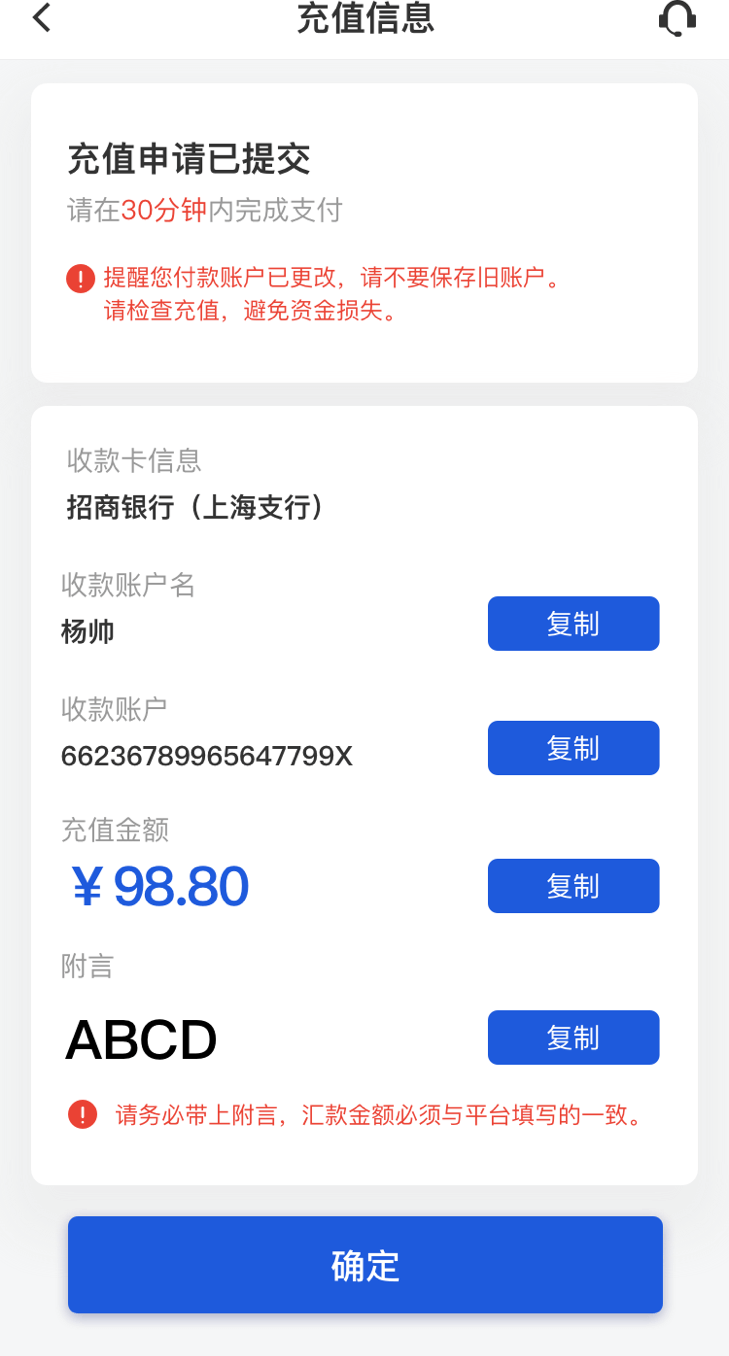 充值信息
充值申请已提交
请在30分钟内完成支付
提醒您付款账户已更改，请不要保存旧账户。
请检查充值，避免资金损失。
收款卡信息
招商银行（上海支行）
收款账户名
杨帅
复制
收款账户
66236789965647799X
复制
充值金额
¥ 98.80
复制
附言
ABCD
复制
请务必带上附言，汇款金额必须与平台填写的一致。
确定